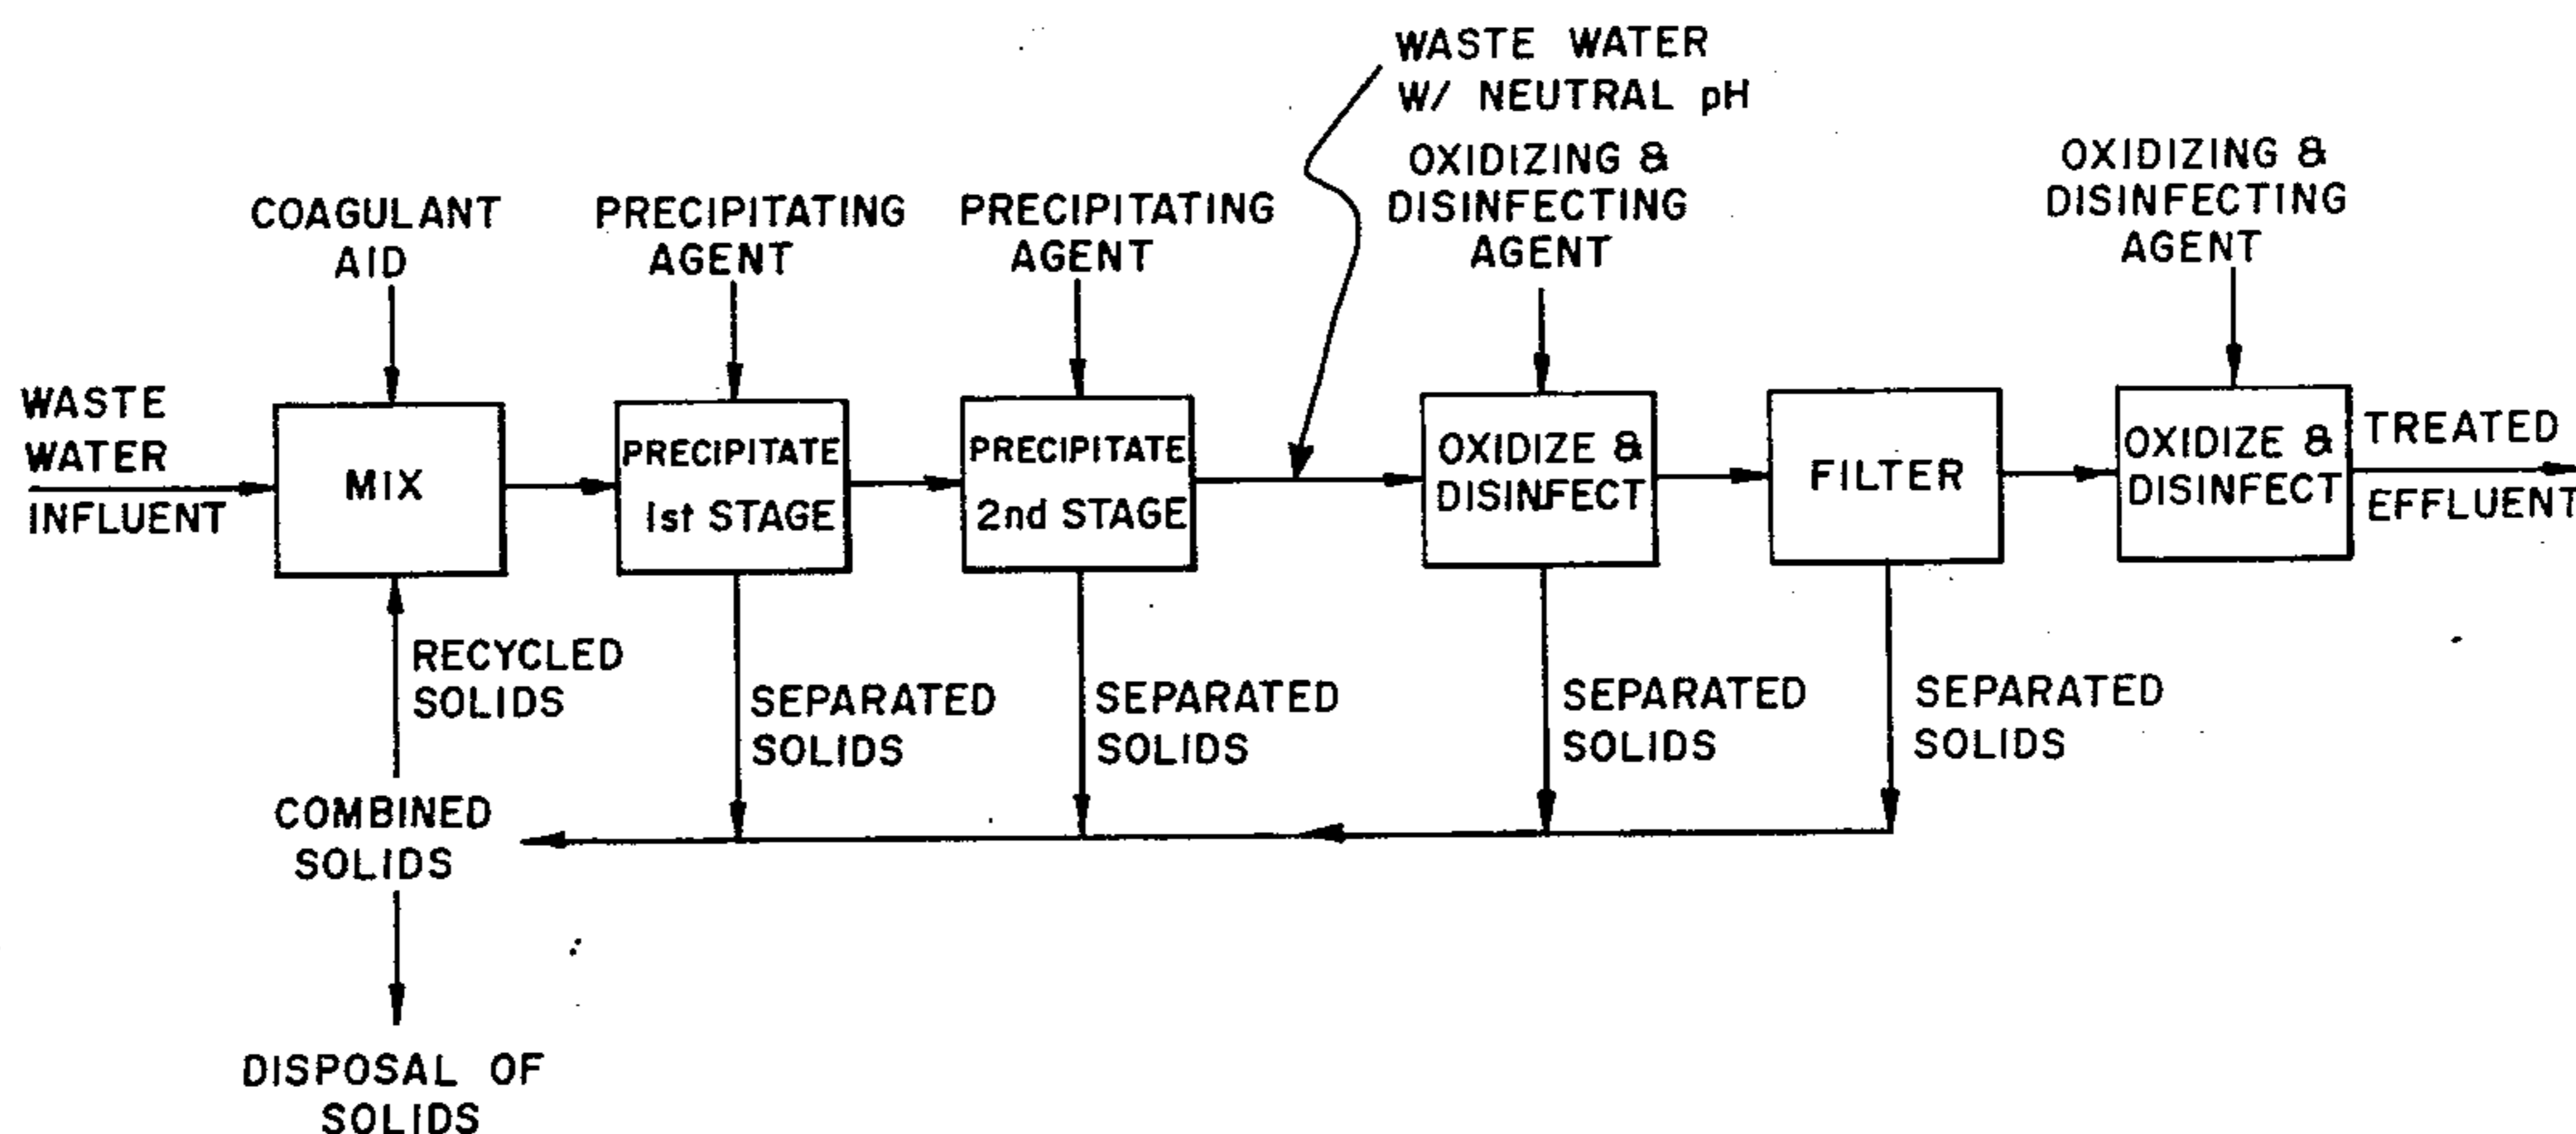 WASTE WATER
W/ NEUTRAL pH
OXIDIZING &
DISINFECTING
AGENT
OXIDIZING &
DISINFECTING
AGENT
COAGULANT
AID
PRECIPITATING
AGENT
PRECIPITATING
AGENT
WASTE
WATER
INFLUENT
MIX
PRECIPITATE
1st STAGE
PRECIPITATE
2nd STAGE
OXIDIZE &
DISINFECT
FILTER
OXIDIZE &
DISINFECT
TREATED
EFFLUENT
RECYCLED
SOLIDS
SEPARATED
SOLIDS
SEPARATED
SOLIDS
SEPARATED
SOLIDS
SEPARATED
SOLIDS
COMBINED
SOLIDS
DISPOSAL OF
SOLIDS